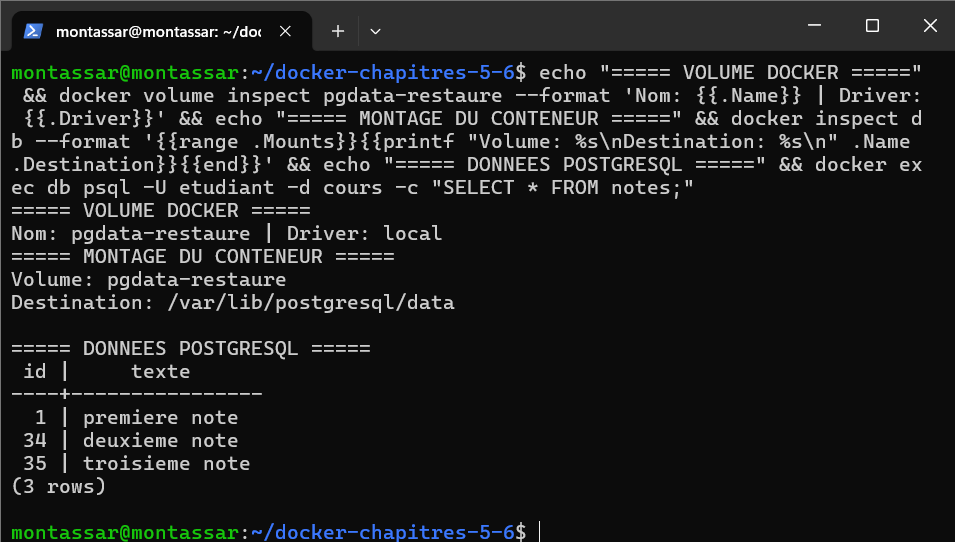 montassar@montassar: ~/doc
montassar@montassar:~/docker-chapitres-5-6$ echo "===== VOLUME DOCKER ====="
 && docker volume inspect pgdata-restaure --format 'Nom: {{.Name}} | Driver:
 {{.Driver}}' && echo "===== MONTAGE DU CONTENEUR =====" && docker inspect d
b --format '{{range .Mounts}}{{printf "Volume: %s\nDestination: %s\n" .Name
.Destination}}{{end}}' && echo "===== DONNEES POSTGRESQL =====" && docker ex
ec db psql -U etudiant -d cours -c "SELECT * FROM notes;"
===== VOLUME DOCKER =====
Nom: pgdata-restaure | Driver: local
===== MONTAGE DU CONTENEUR =====
Volume: pgdata-restaure
Destination: /var/lib/postgresql/data
===== DONNEES POSTGRESQL =====
 id |     texte
----+----------------
  1 | premiere note
 34 | deuxieme note
 35 | troisieme note
(3 rows)
montassar@montassar:~/docker-chapitres-5-6$